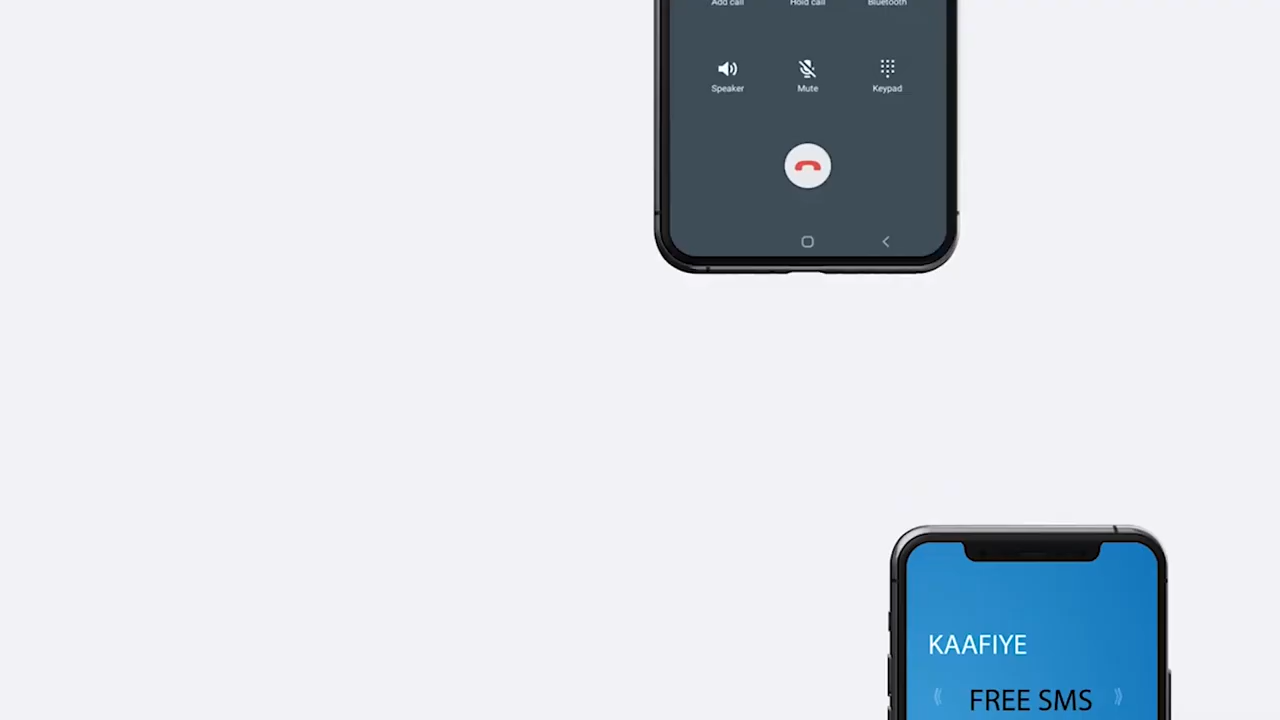 Add call Hold call Bluetooth
Speaker Mute Keypad
KAAFIYE
FREE SMS